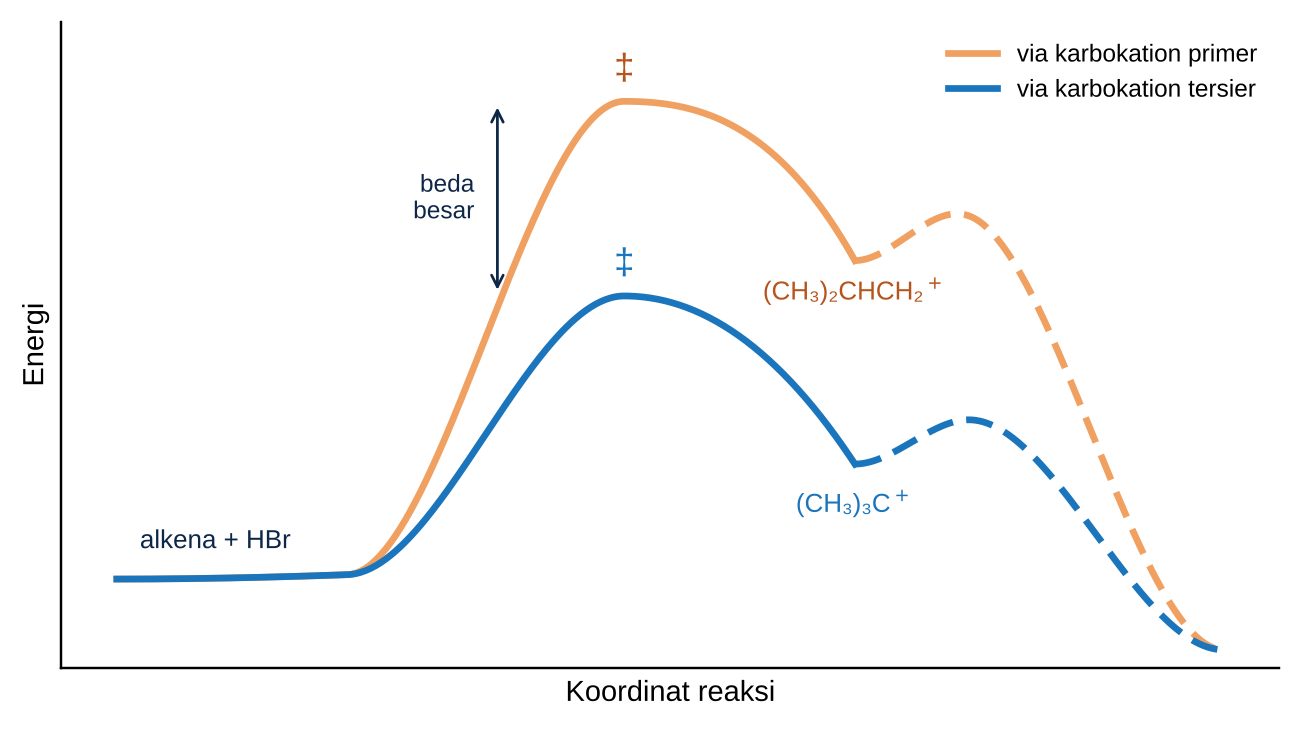 ‡
via karbokation primer
via karbokation tersier
beda
besar
‡
(CH₃)₂CHCH₂⁺
(CH₃)₃C⁺
alkena + HBr
Energi
Koordinat reaksi